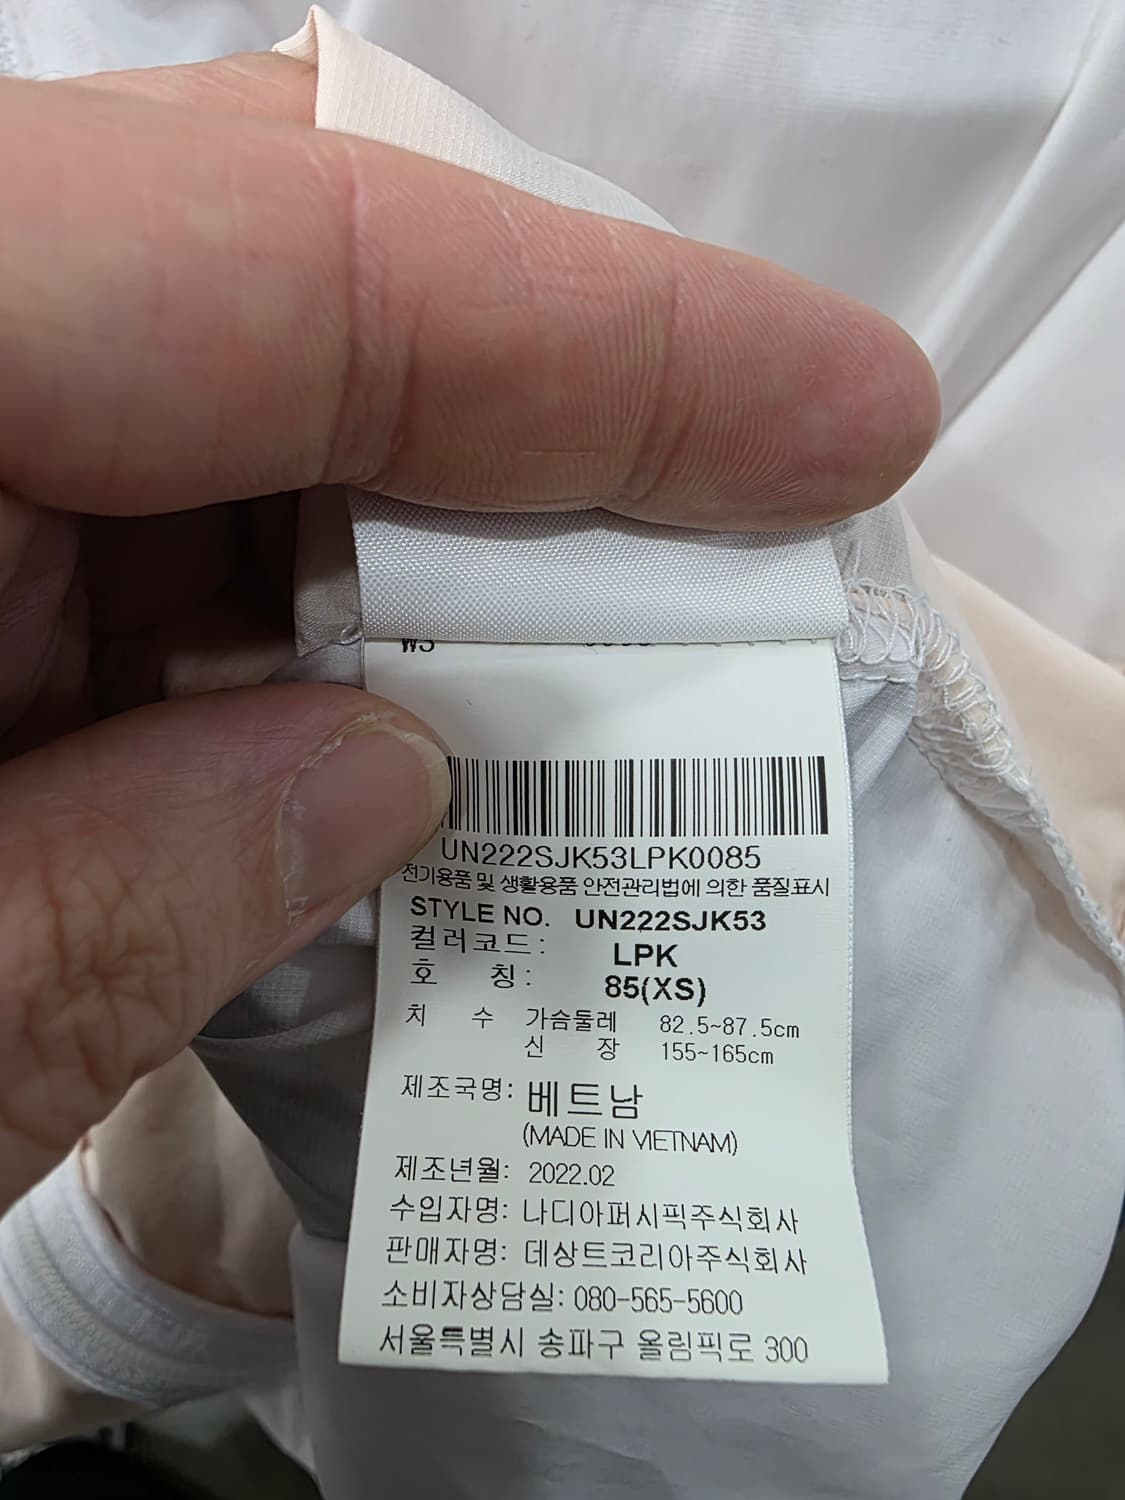 UN222SJK53LPK0085
전기용품 및 생활용품 안전관리법에 의한 품질표시
STYLE NO. UN222SJK53
컬러코드: LPK
호 칭: 85(XS)
치 수 가슴둘레 82.5~87.5cm
신 장 155~165cm
제조국명: 베트남
(MADE IN VIETNAM)
제조년월: 2022.02
수입자명: 나디아퍼시픽주식회사
판매자명: 데상트코리아주식회사
소비자상담실: 080-565-5600
서울특별시 송파구 올림픽로 300